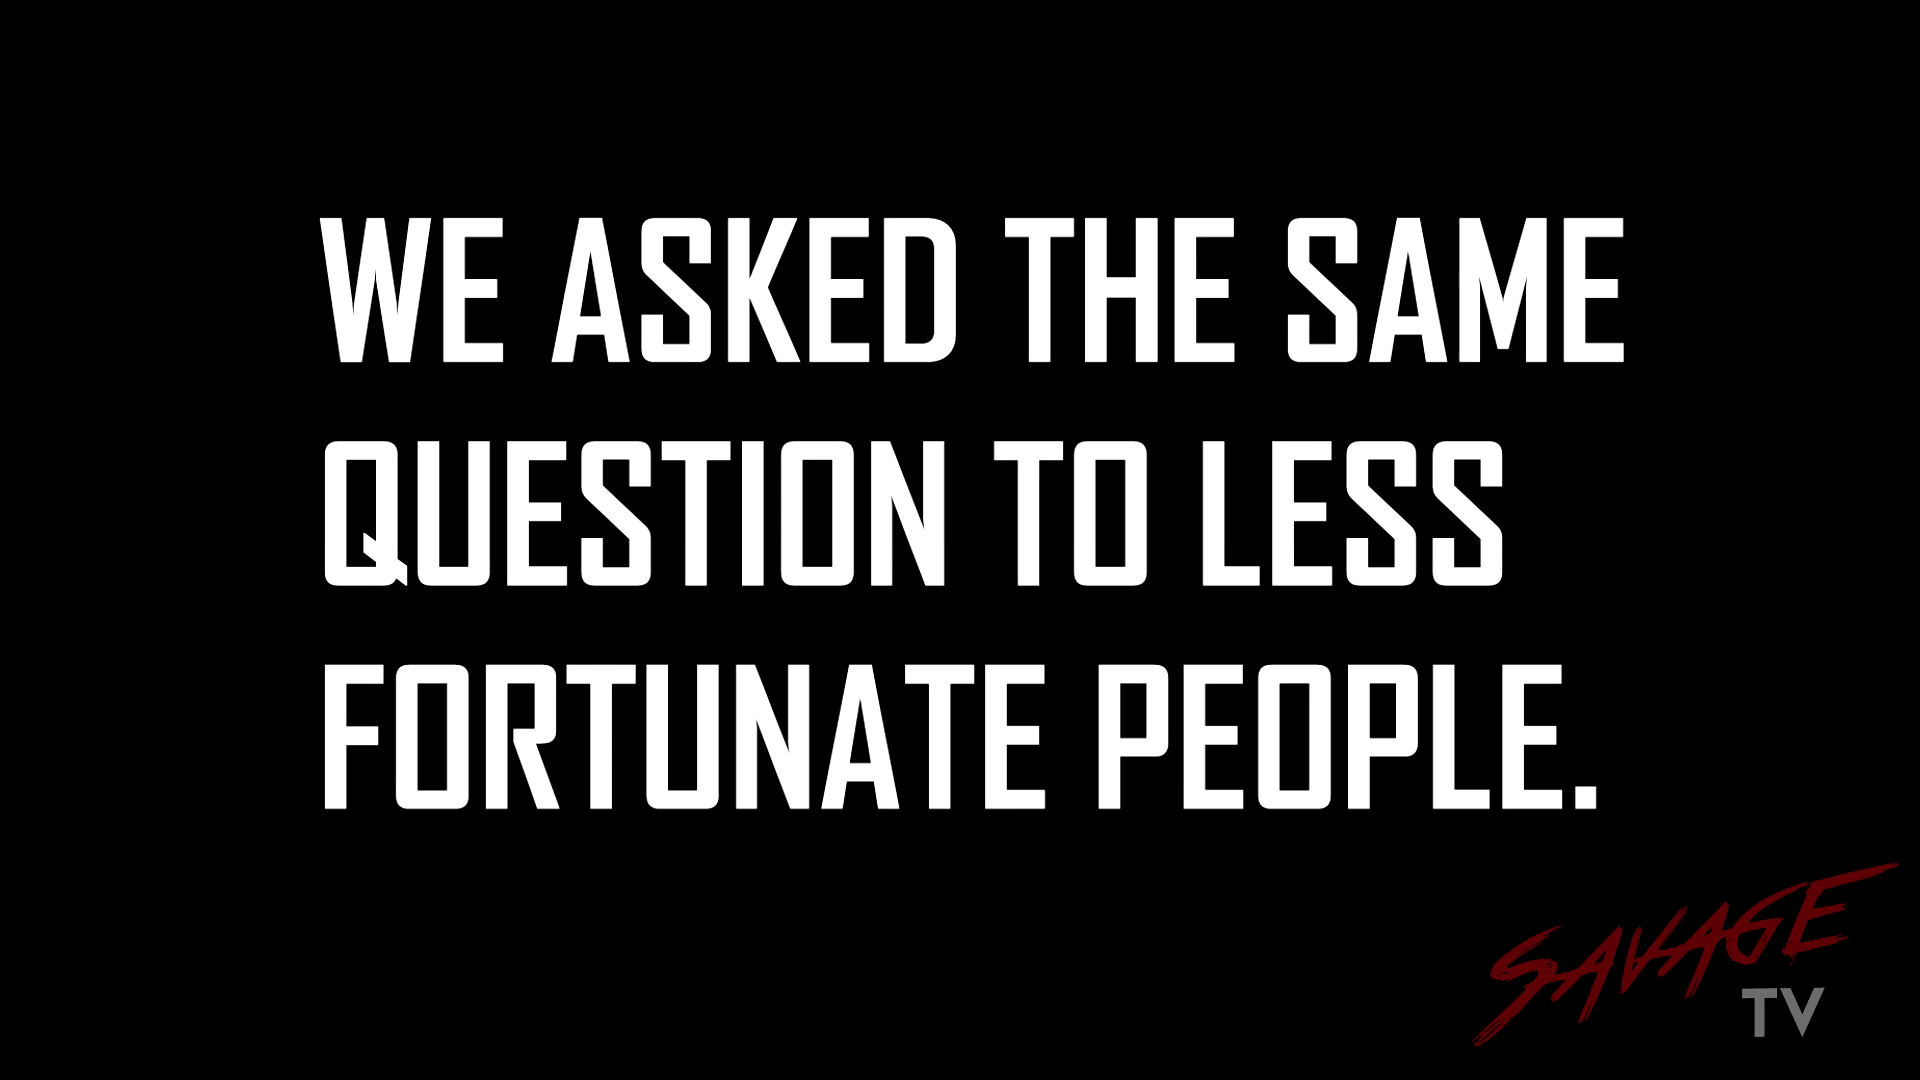 WE ASKED THE SAME
QUESTION TO LESS
FORTUNATE PEOPLE.
SAVAGE
TV